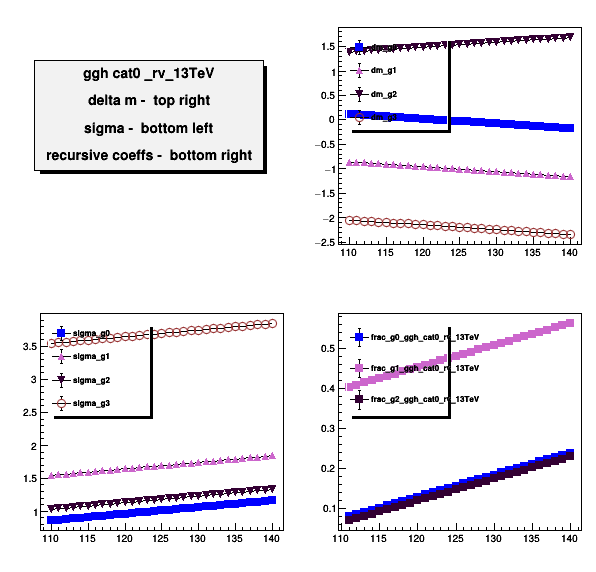 ggh cat0 _rv_13TeV
delta m - top right
sigma - bottom left
recursive coeffs - bottom right
1.5
1
0.5
0
−0.5
−1
−1.5
−2
−2.5
dm_g1
dm_g2
110 115 120 125 130 135 140
3.5
3
2.5
2
1.5
1
sigma_g0
sigma_g1
sigma_g2
sigma_g3
110 115 120 125 130 135 140
0.5
0.4
0.3
0.2
0.1
frac_g0_ggh_cat0_rv_13TeV
frac_g1_ggh_cat0_rv_13TeV
frac_g2_ggh_cat0_rv_13TeV
110 115 120 125 130 135 140